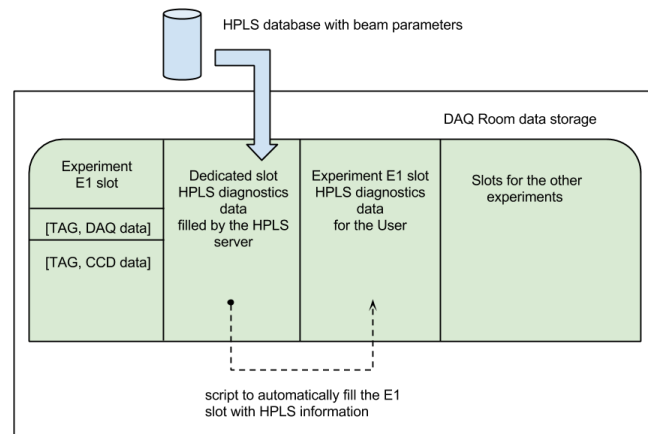 HPLS database with beam parameters
DAQ Room data storage
Experiment
E1 slot
[TAG, DAQ data]
[TAG, CCD data]
Dedicated slot
HPLS diagnostics
data
filled by the HPLS
server
Experiment E1 slot
HPLS diagnostics
data
for the User
Slots for the other
experiments
script to automatically fill the E1
slot with HPLS information